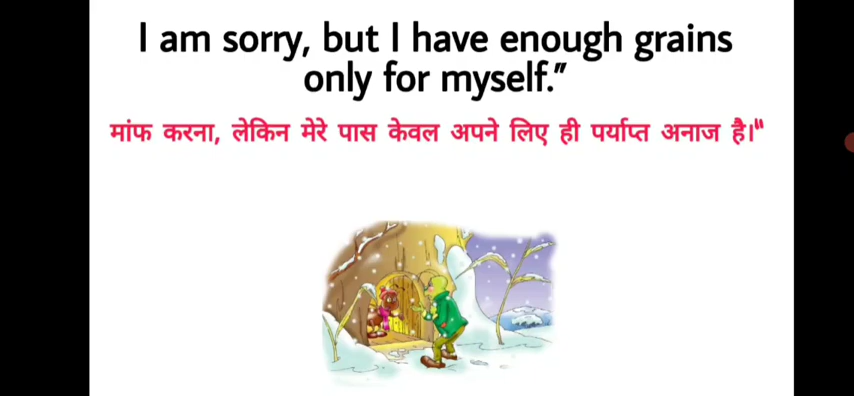 I am sorry, but I have enough grains
only for myself.”
मांफ करना, लेकिन मेरे पास केवल अपने लिए ही पर्याप्त अनाज है।"